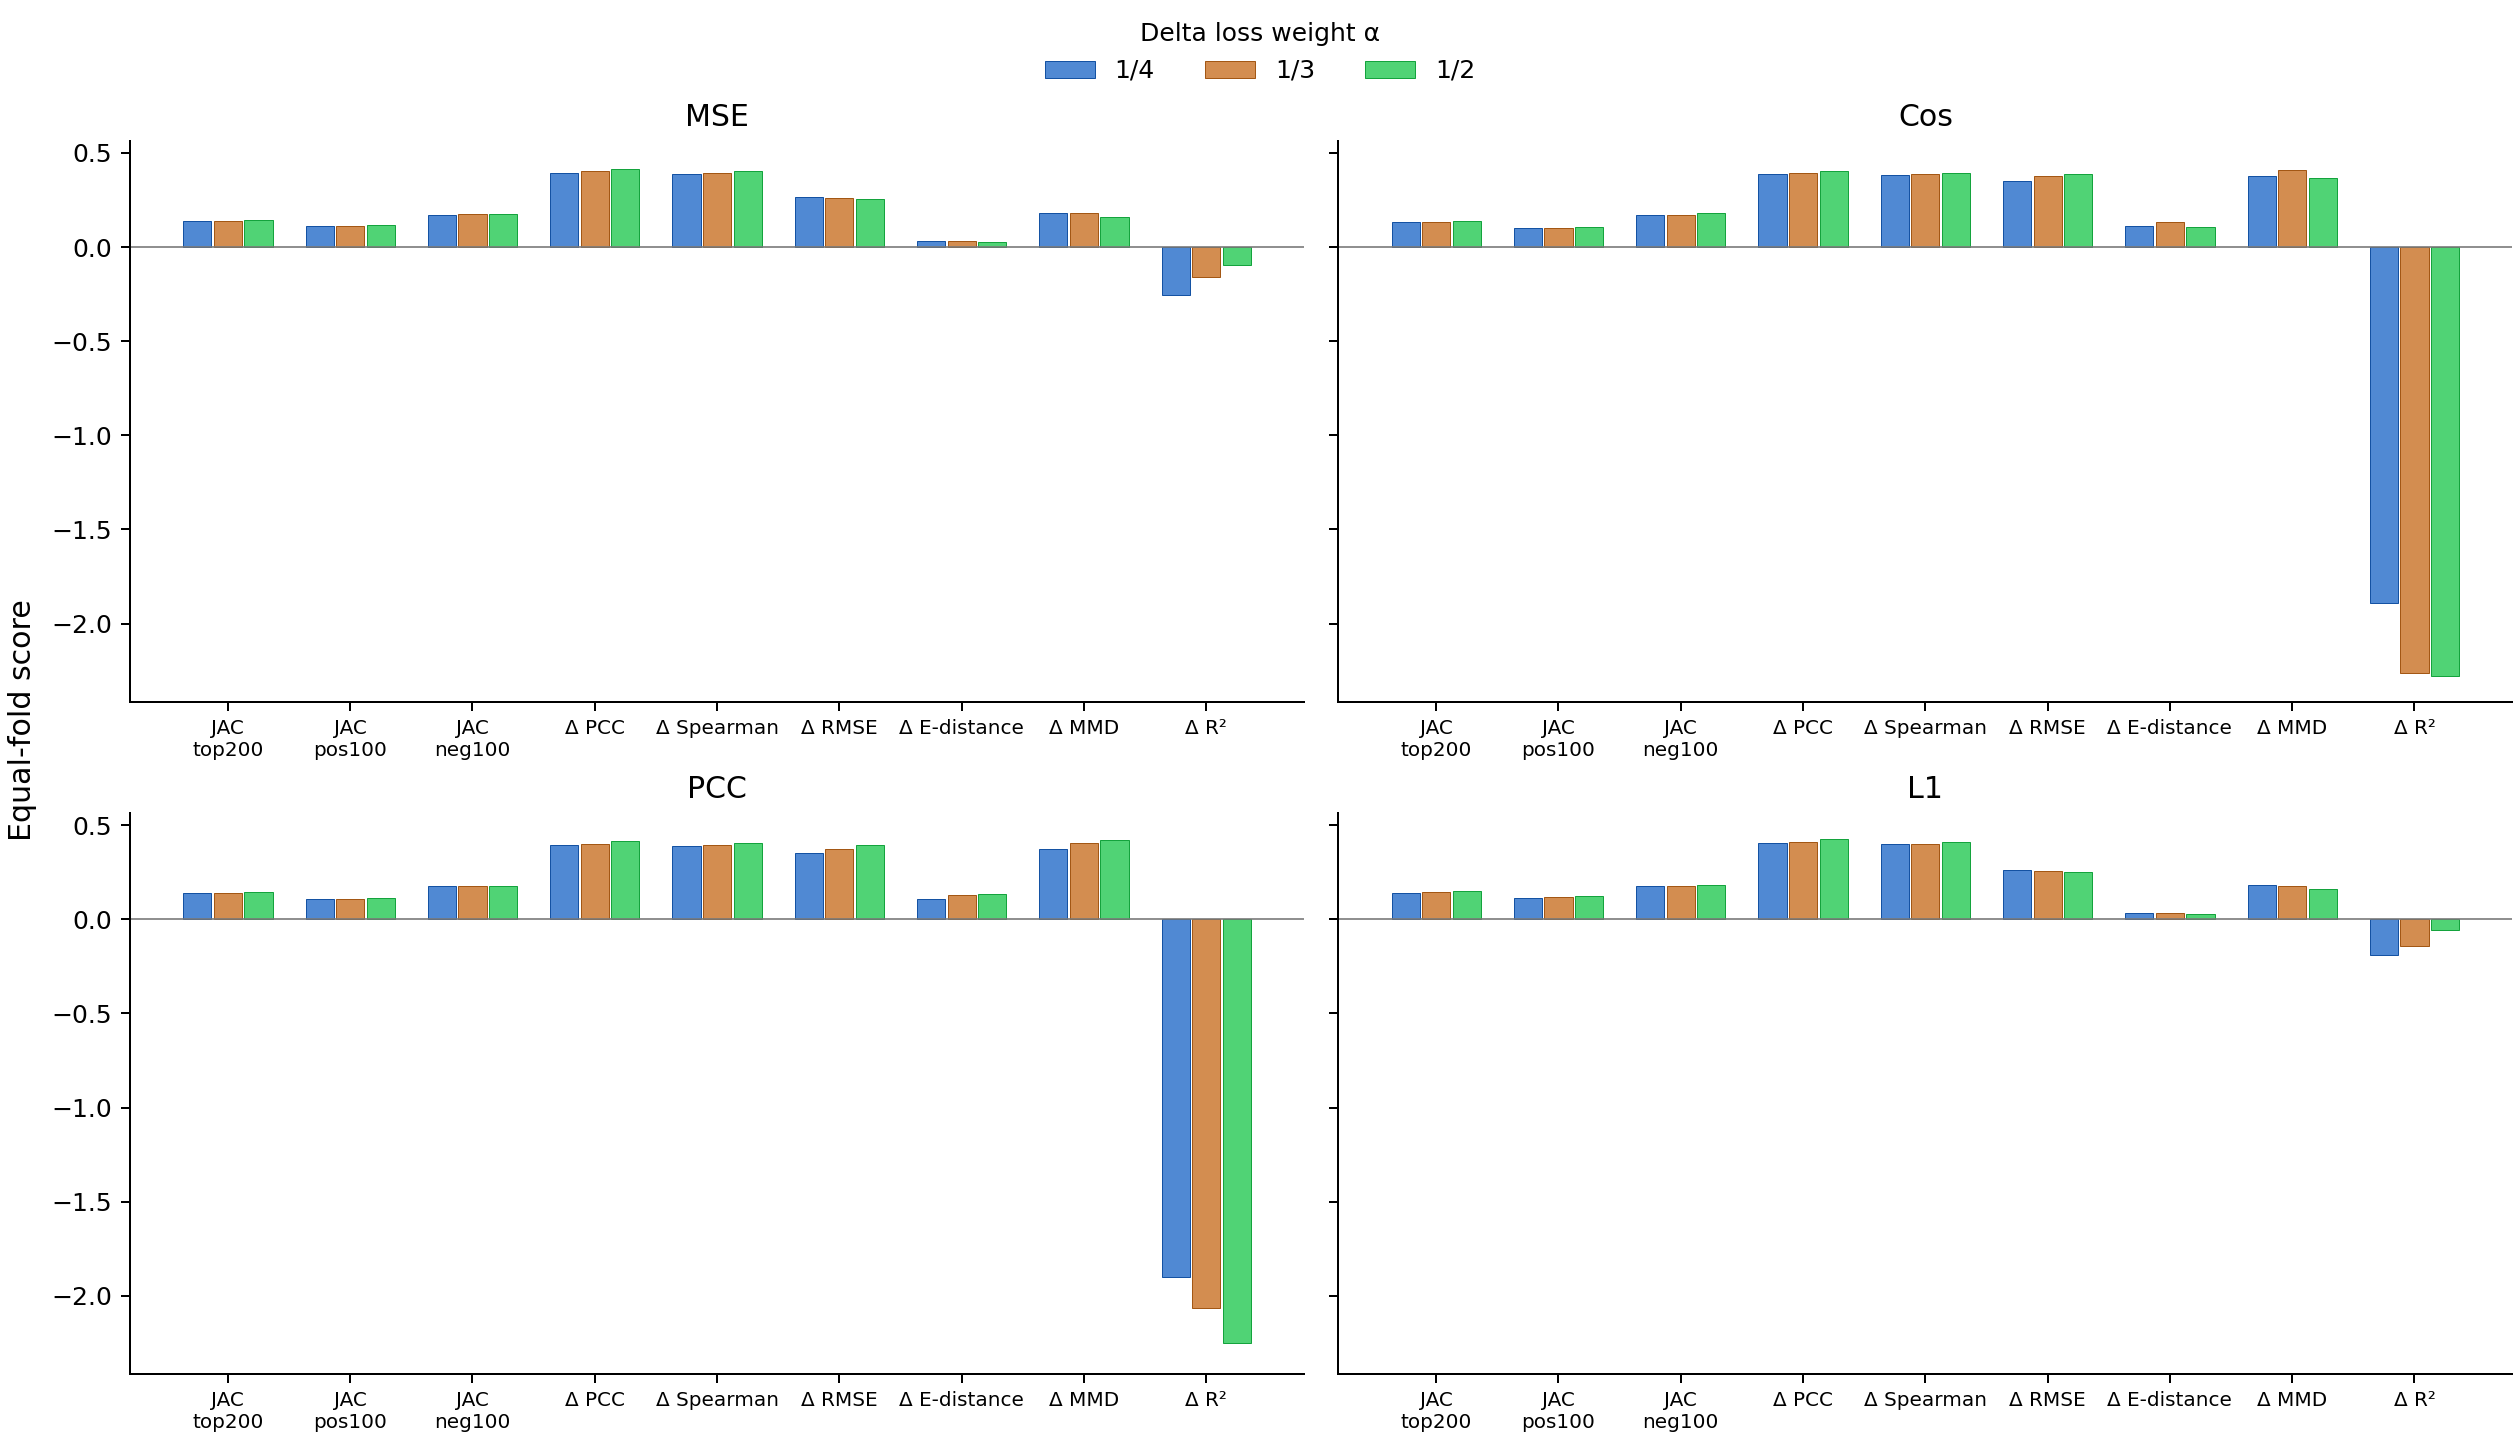 Delta loss weight α
1/4 1/3 1/2
MSE
Cos
0.5
0.0
−0.5
−1.0
−1.5
−2.0
JAC top200 JAC pos100 JAC neg100 Δ PCC Δ Spearman Δ RMSE Δ E-distance Δ MMD Δ R²
JAC top200 JAC pos100 JAC neg100 Δ PCC Δ Spearman Δ RMSE Δ E-distance Δ MMD Δ R²
Equal-fold score
PCC
L1
0.5
0.0
−0.5
−1.0
−1.5
−2.0
JAC top200 JAC pos100 JAC neg100 Δ PCC Δ Spearman Δ RMSE Δ E-distance Δ MMD Δ R²
JAC top200 JAC pos100 JAC neg100 Δ PCC Δ Spearman Δ RMSE Δ E-distance Δ MMD Δ R²